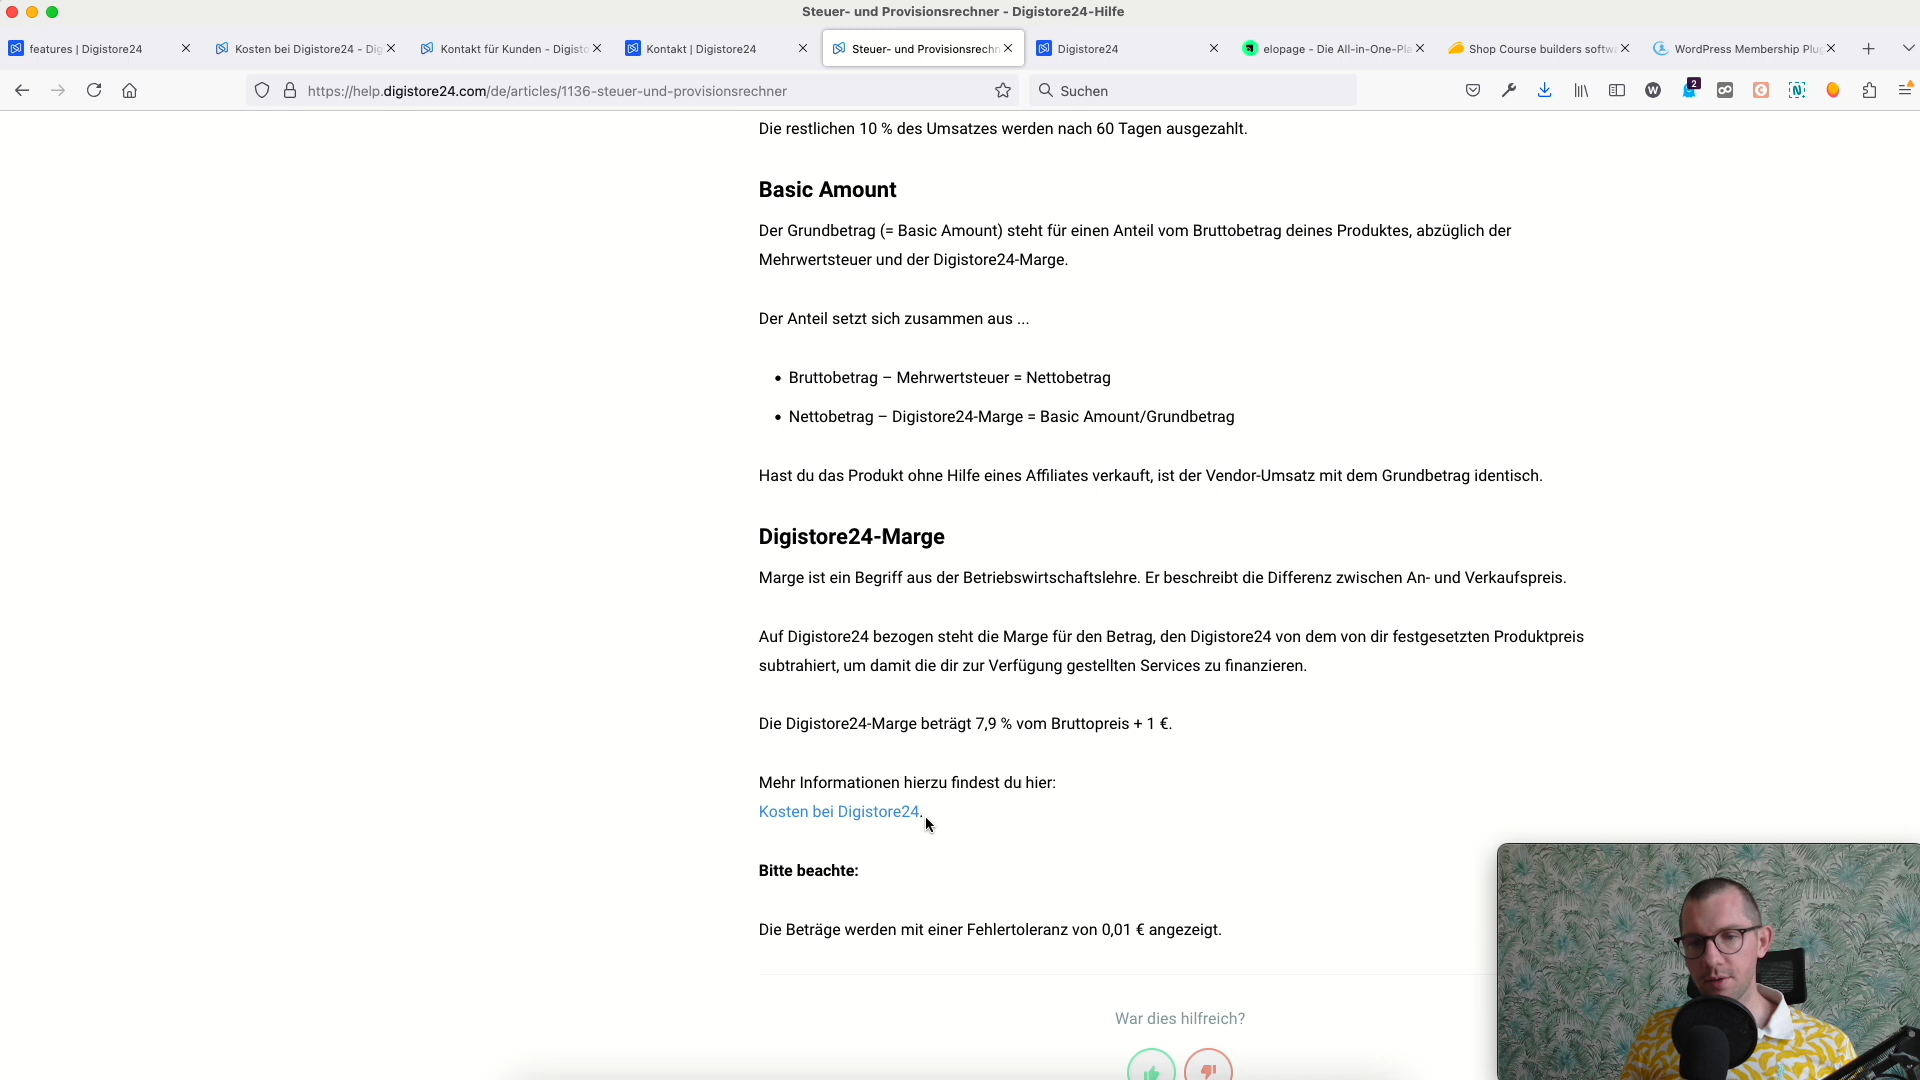 Steuer- und Provisionsrechner - Digistore24-Hilfe
features | Digistore24
Kosten bei Digistore24 - Dig
Kontakt für Kunden - Digisto
Kontakt | Digistore24
Steuer- und Provisionsrechn
Digistore24
elopage - Die All-in-One-Pla
Shop Course builders softwa
WordPress Membership Plug
https://help.digistore24.com/de/articles/1136-steuer-und-provisionsrechner
Suchen
2
Die restlichen 10 % des Umsatzes werden nach 60 Tagen ausgezahlt.
Basic Amount
Der Grundbetrag (= Basic Amount) steht für einen Anteil vom Bruttobetrag deines Produktes, abzüglich der
Mehrwertsteuer und der Digistore24-Marge.
Der Anteil setzt sich zusammen aus ...
• Bruttobetrag – Mehrwertsteuer = Nettobetrag
• Nettobetrag – Digistore24-Marge = Basic Amount/Grundbetrag
Hast du das Produkt ohne Hilfe eines Affiliates verkauft, ist der Vendor-Umsatz mit dem Grundbetrag identisch.
Digistore24-Marge
Marge ist ein Begriff aus der Betriebswirtschaftslehre. Er beschreibt die Differenz zwischen An- und Verkaufspreis.
Auf Digistore24 bezogen steht die Marge für den Betrag, den Digistore24 von dem von dir festgesetzten Produktpreis
subtrahiert, um damit die dir zur Verfügung gestellten Services zu finanzieren.
Die Digistore24-Marge beträgt 7,9 % vom Bruttopreis + 1 €.
Mehr Informationen hierzu findest du hier:
Kosten bei Digistore24.
Bitte beachte:
Die Beträge werden mit einer Fehlertoleranz von 0,01 € angezeigt.
War dies hilfreich?